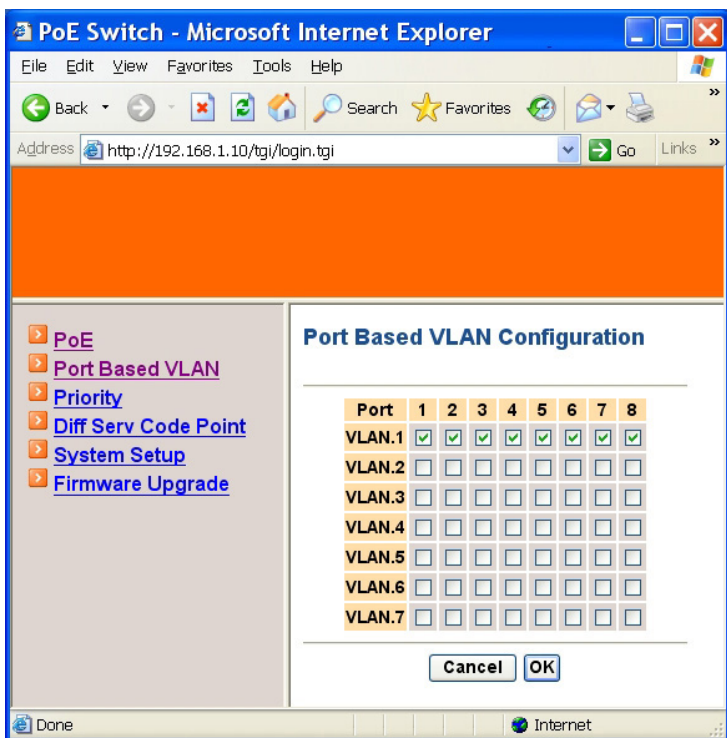 PoE Switch - Microsoft Internet Explorer
File Edit View Favorites Tools Help
Back Search Favorites »
Address http://192.168.1.10/tgi/login.tgi Go Links »
PoE
Port Based VLAN
Priority
Diff Serv Code Point
System Setup
Firmware Upgrade
Port Based VLAN Configuration
Port 1 2 3 4 5 6 7 8
VLAN.1
VLAN.2
VLAN.3
VLAN.4
VLAN.5
VLAN.6
VLAN.7
Cancel OK
Done Internet